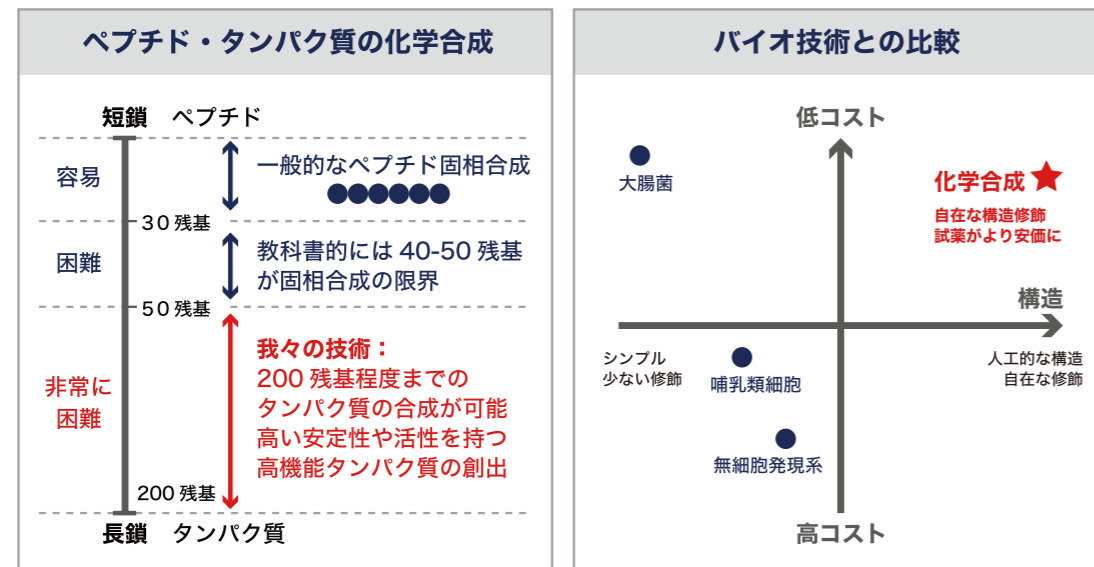 ペプチド・タンパク質の化学合成
短鎖 ペプチド
容易
一般的なペプチド固相合成
30 残基
困難
教科書的には 40-50 残基
が固相合成の限界
50 残基
非常に
困難
我々の技術：
200 残基程度までの
タンパク質の合成が可能
高い安定性や活性を持つ
高機能タンパク質の創出
200 残基
長鎖 タンパク質
バイオ技術との比較
低コスト
大腸菌
化学合成
自在な構造修飾
試薬がより安価に
構造
シンプル
少ない修飾
人工的な構造
自在な修飾
哺乳類細胞
無細胞発現系
高コスト